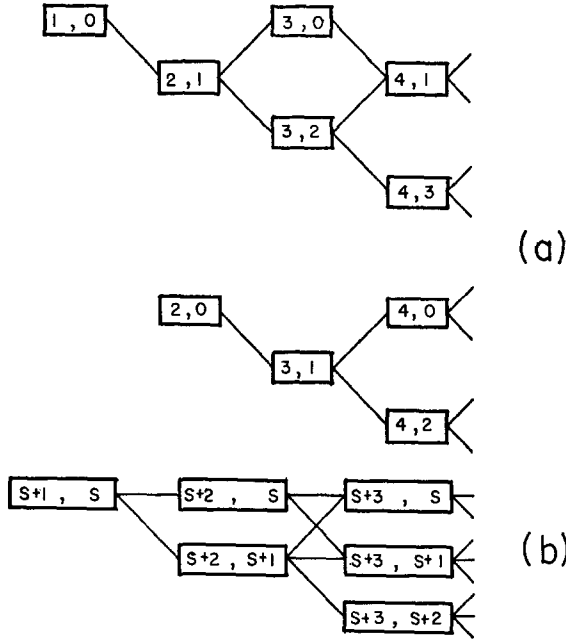 1 , 0
3 , 0
2 , 1
4 , 1
3 , 2
4 , 3
(a)
2 , 0
4 , 0
3 , 1
4 , 2
S+1 , S
S+2 , S
S+3 , S
S+2 , S+1
S+3 , S+1
(b)
S+3 , S+2